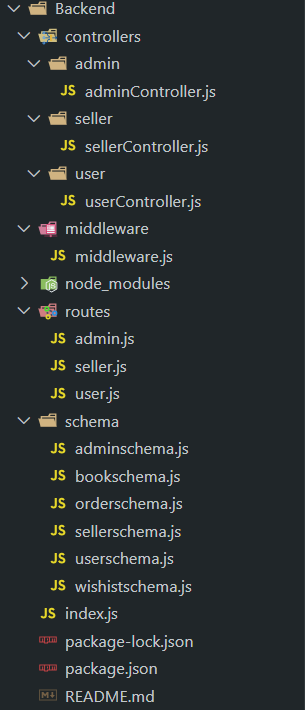 Backend
controllers
admin
JS adminController.js
seller
JS sellerController.js
user
JS userController.js
middleware
JS middleware.js
node_modules
routes
JS admin.js
JS seller.js
JS user.js
schema
JS adminschema.js
JS bookschema.js
JS orderschema.js
JS sellerschema.js
JS userschema.js
JS wishistschema.js
JS index.js
package-lock.json
package.json
README.md